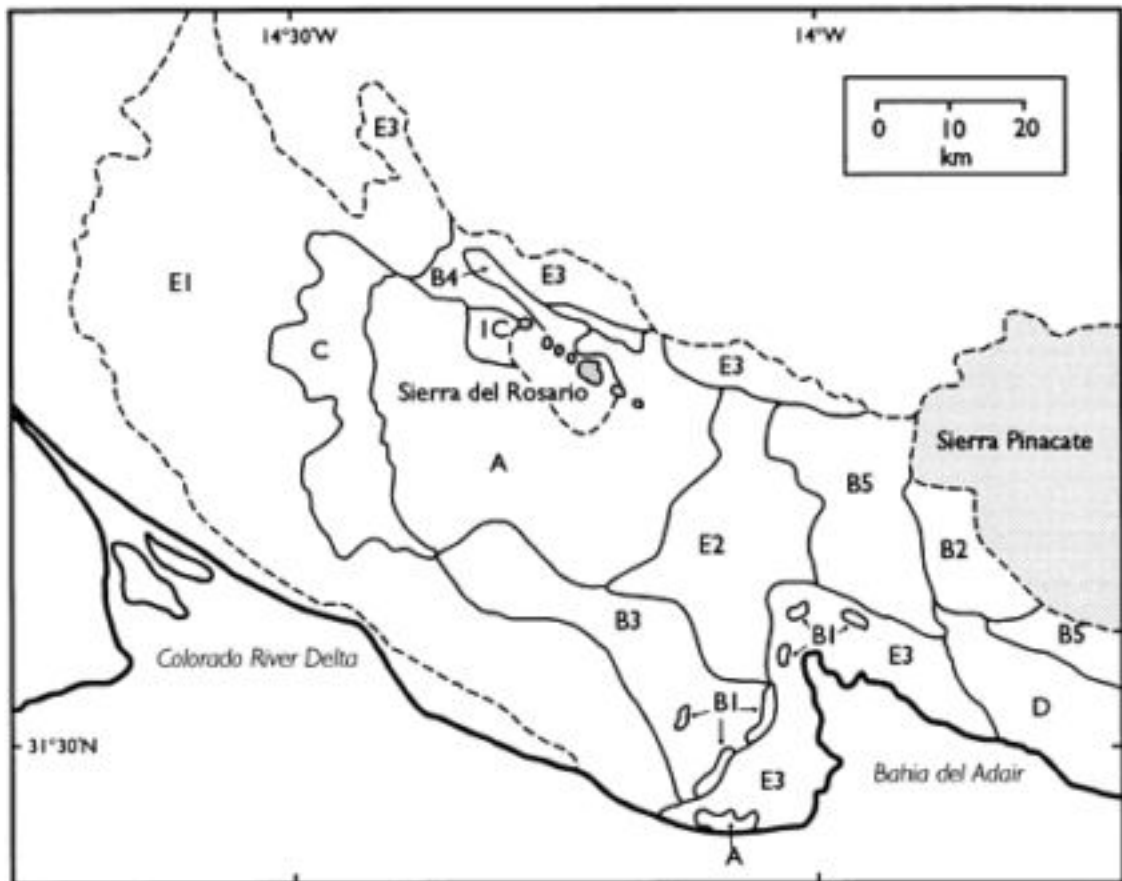 14°30'W
14°W
0
10
20
km
E3
E1
B4
E3
C
1C
E3
Sierra del Rosario
Sierra Pinacate
A
B5
E2
B2
B3
B1
B5
Colorado River Delta
E3
B1
D
31°30'N
E3
Bahia del Adair
A